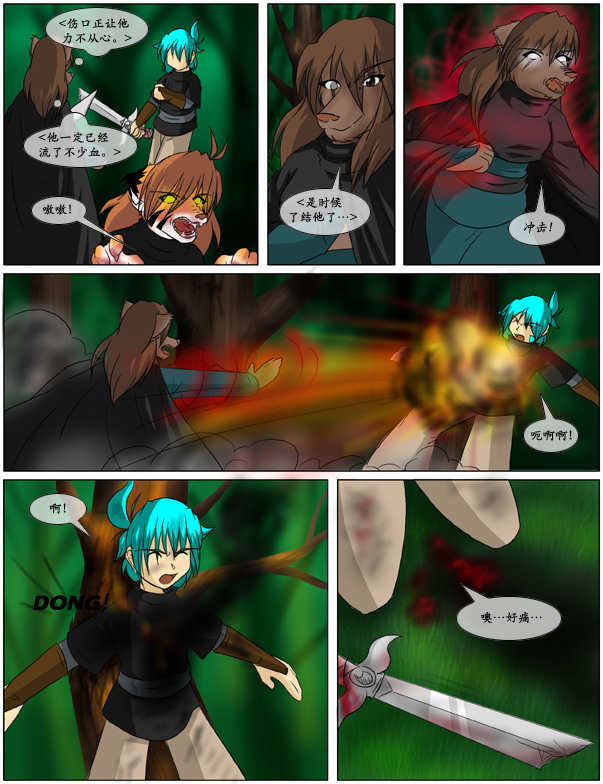 <伤口正让他
力不从心。>
<他一定已经
流了不少血。>
嗷嗷!
<是时候
了结他了…>
冲击!
呃啊啊!
啊!
DONG!
噢…好痛…